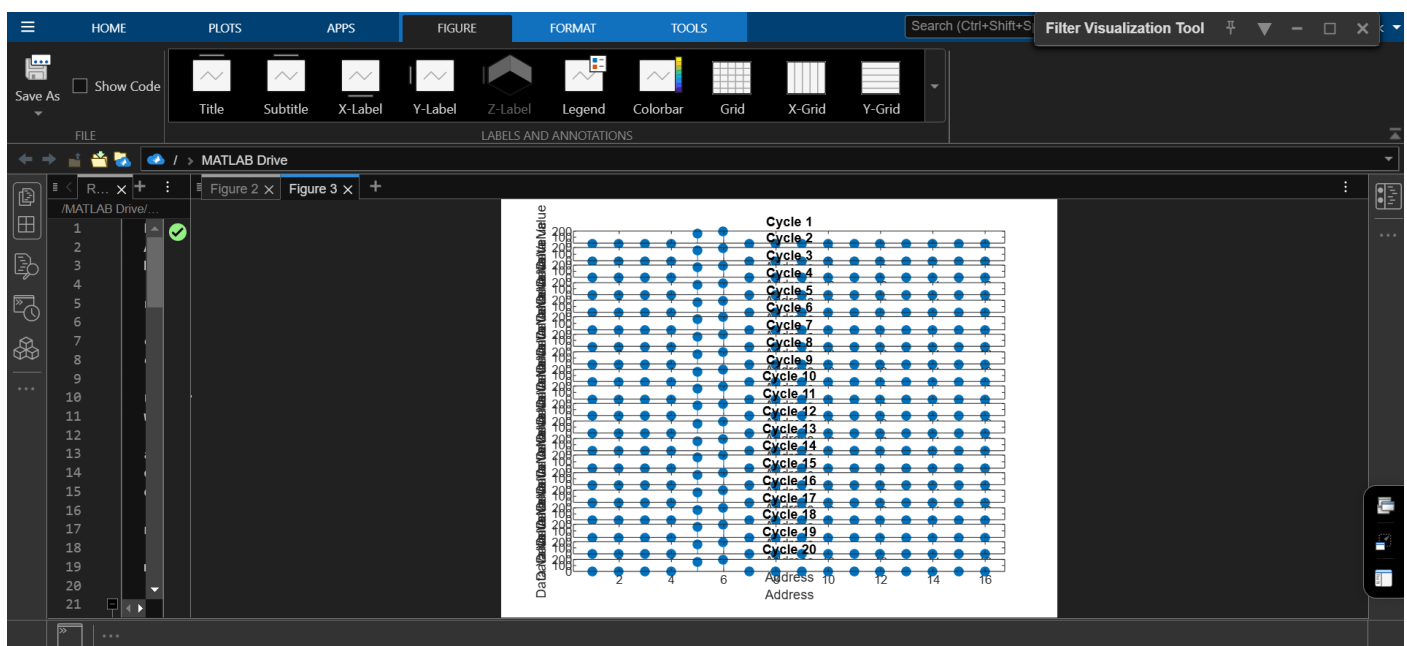 HOME PLOTS APPS FIGURE FORMAT TOOLS Search (Ctrl+Shift+S Filter Visualization Tool
Save As Show Code
Title Subtitle X-Label Y-Label Z-Label Legend Colorbar Grid X-Grid Y-Grid
FILE LABELS AND ANNOTATIONS
/ > MATLAB Drive
R... Figure 2 Figure 3
/MATLAB Drive/...
1
2
3
4
5
6
7
8
9
10
11
12
13
14
15
16
17
18
19
20
21
Cycle 1
Cycle 2
Cycle 3
Cycle 4
Cycle 5
Cycle 6
Cycle 7
Cycle 8
Cycle 9
Cycle 10
Cycle 11
Cycle 12
Cycle 13
Cycle 14
Cycle 15
Cycle 16
Cycle 17
Cycle 18
Cycle 19
Cycle 20
2 4 6 10 12 14 16
Address
Address